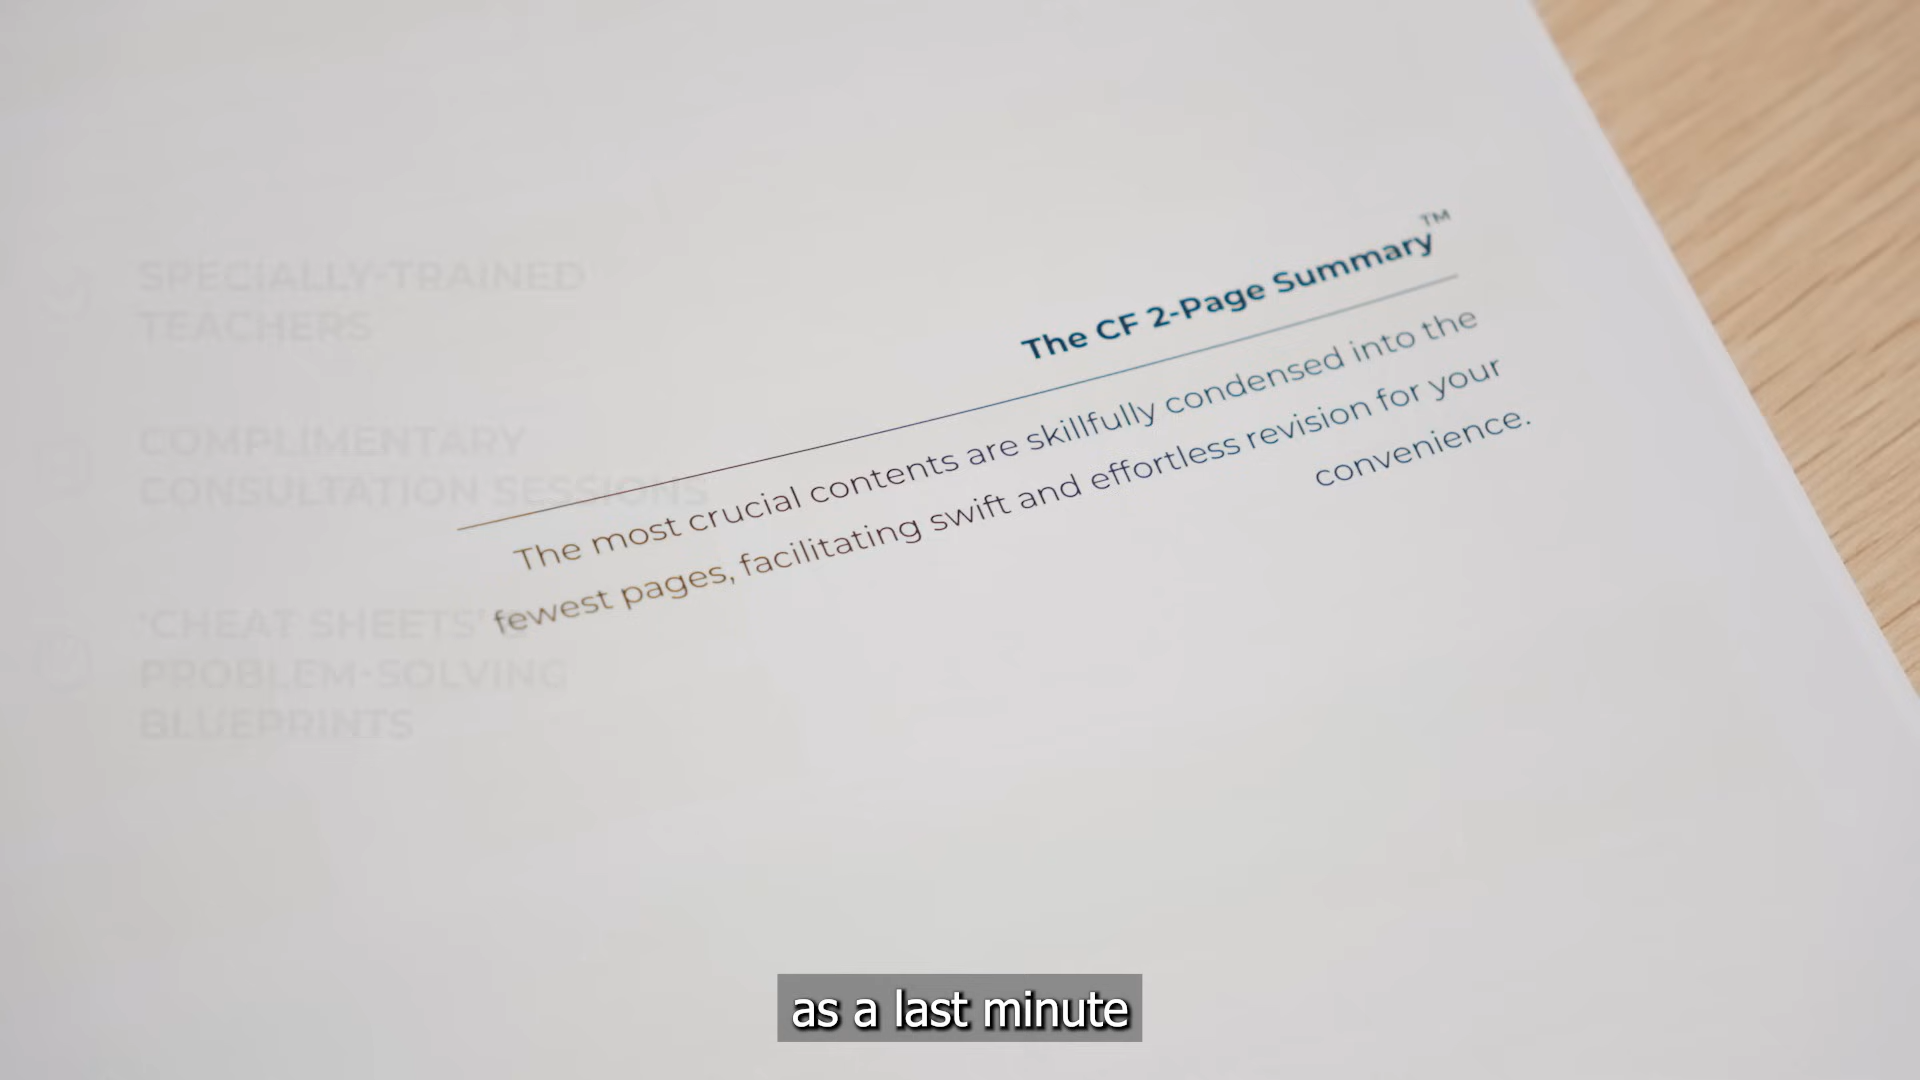 SPECIALLY-TRAINED
TEACHERS
COMPLIMENTARY
CONSULTATION SESSIONS
'CHEAT SHEETS' &
PROBLEM-SOLVING
BLUEPRINTS
The CF 2-Page Summary™
The most crucial contents are skillfully condensed into the
fewest pages, facilitating swift and effortless revision for your
convenience.
as a last minute